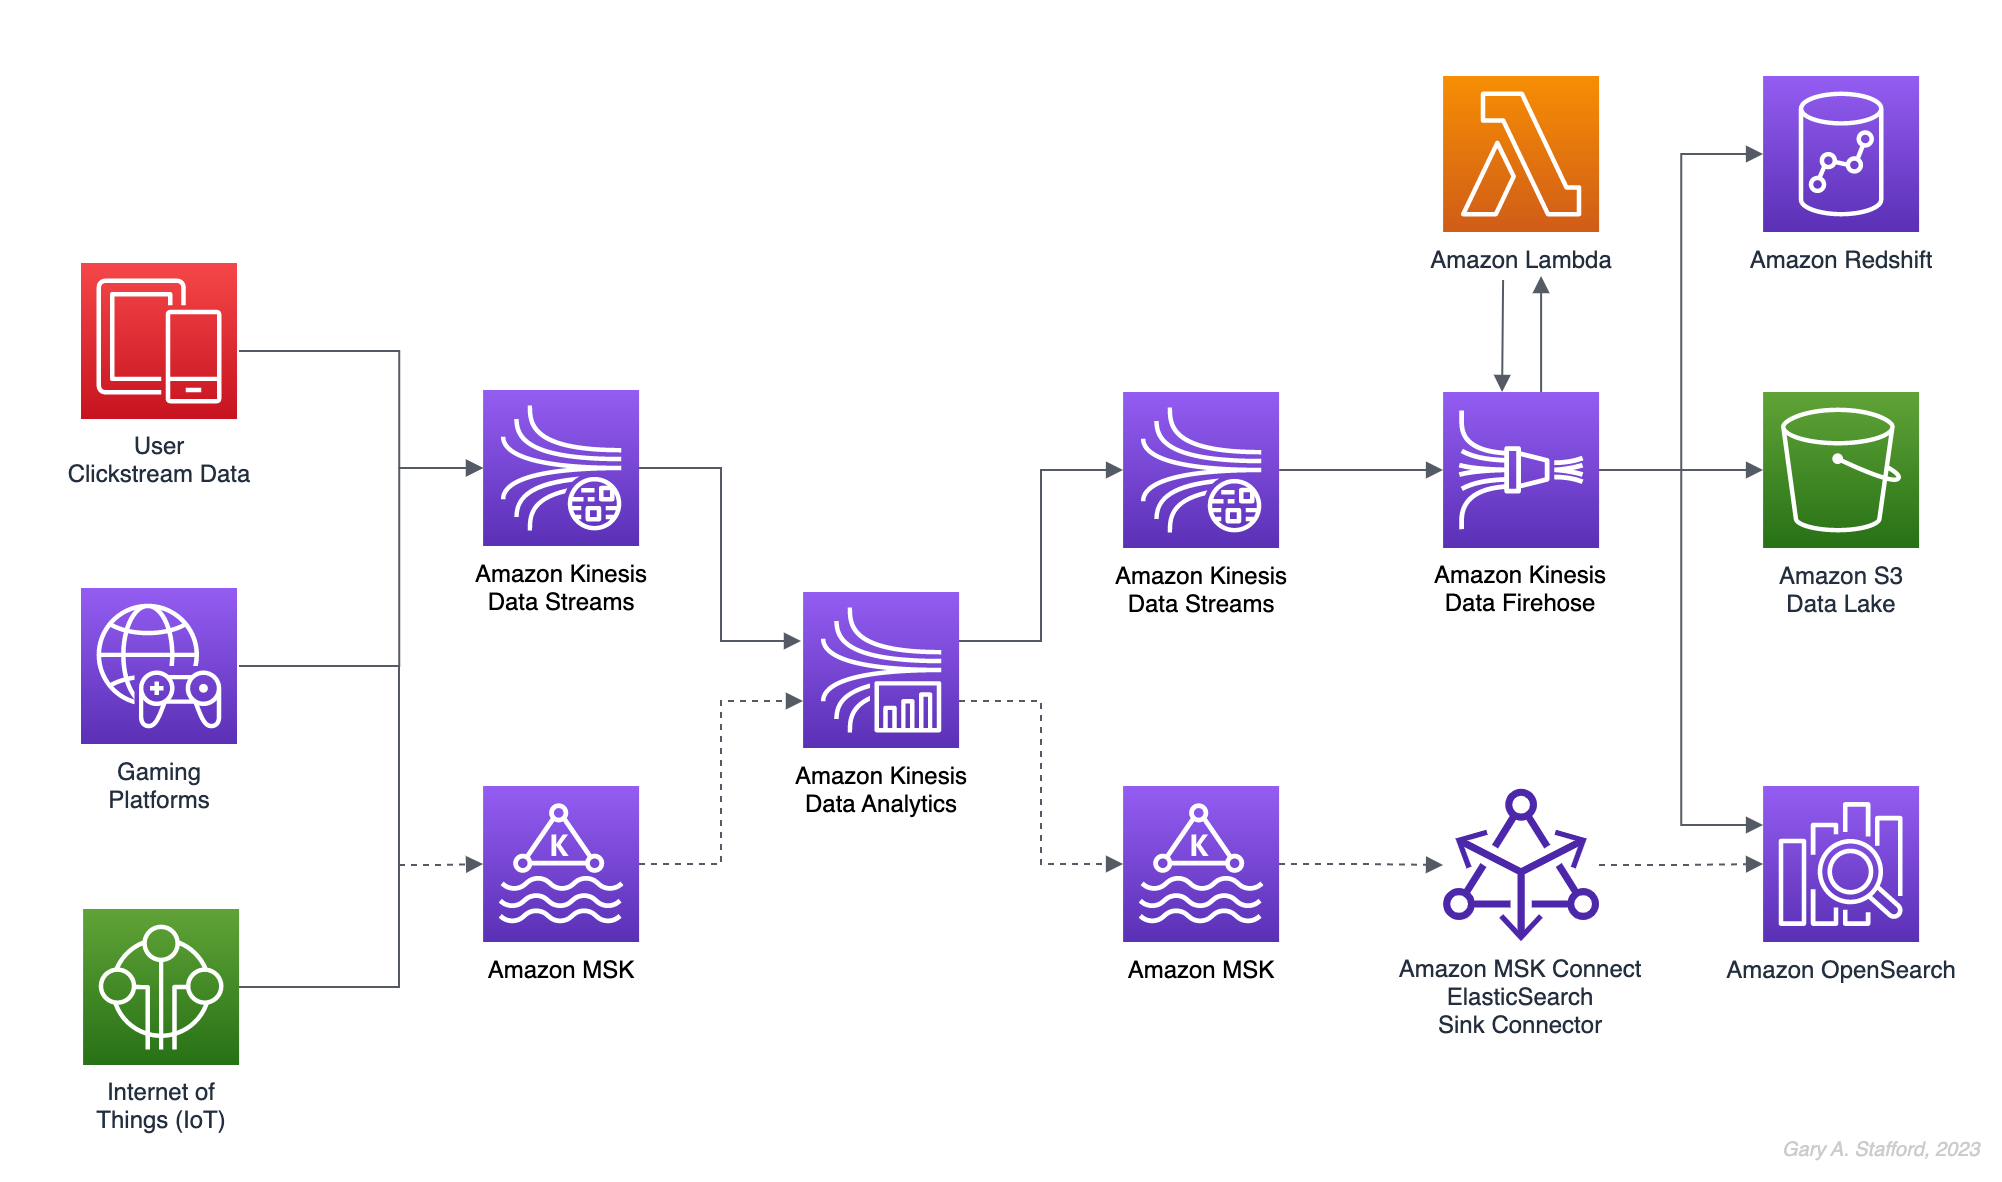 Amazon Lambda
Amazon Redshift
User
Clickstream Data
Amazon Kinesis
Data Streams
Amazon Kinesis
Data Streams
Amazon Kinesis
Data Firehose
Amazon S3
Data Lake
Gaming
Platforms
Amazon Kinesis
Data Analytics
K
Amazon MSK
K
Amazon MSK
Amazon MSK Connect
ElasticSearch
Sink Connector
Amazon OpenSearch
Internet of
Things (IoT)
Gary A. Stafford, 2023